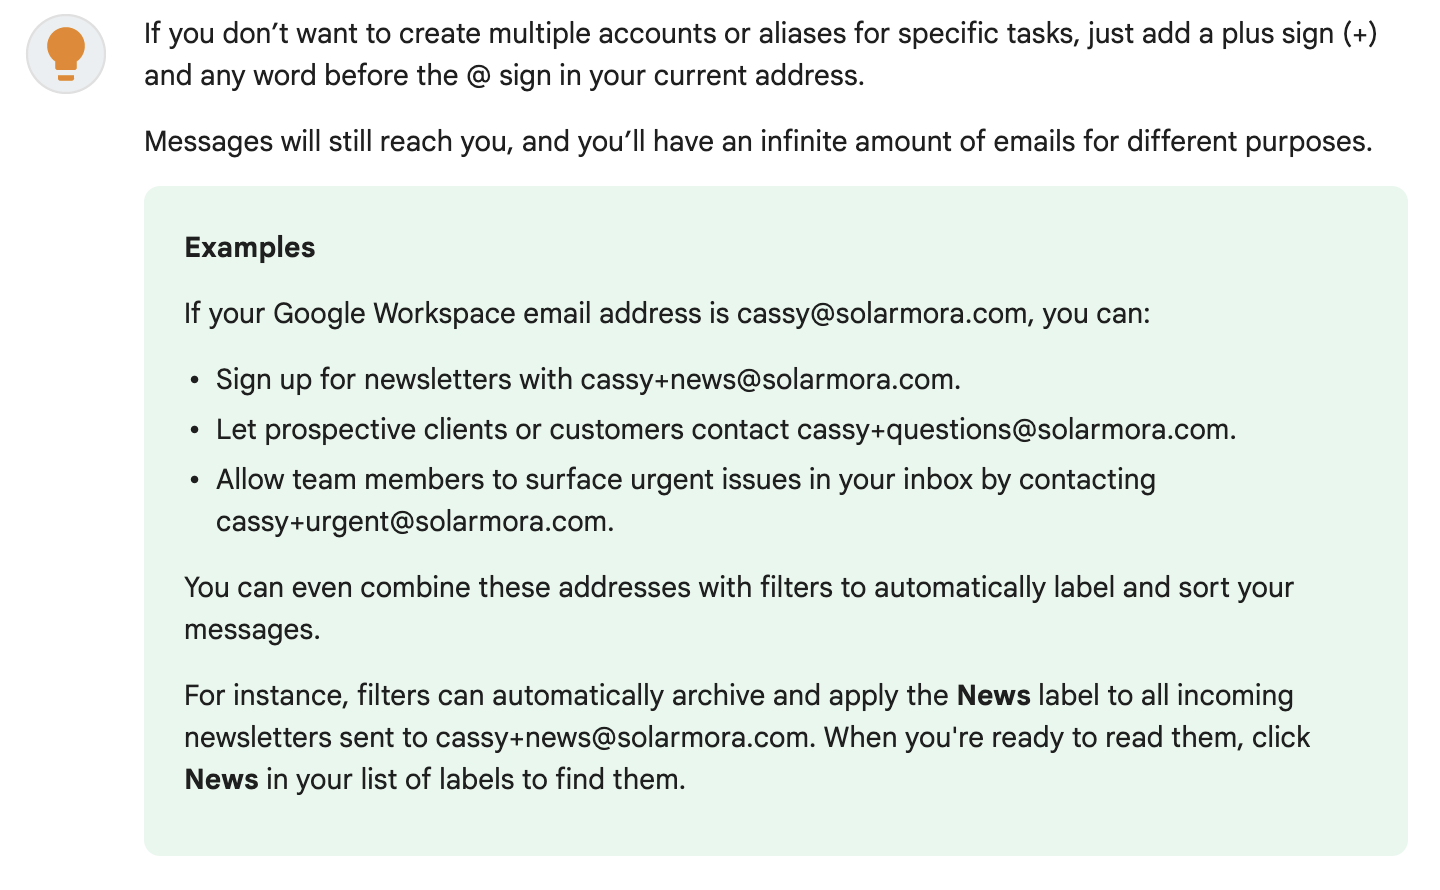 If you don’t want to create multiple accounts or aliases for specific tasks, just add a plus sign (+)
and any word before the @ sign in your current address.
Messages will still reach you, and you’ll have an infinite amount of emails for different purposes.
Examples
If your Google Workspace email address is cassy@solarmora.com, you can:
• Sign up for newsletters with cassy+news@solarmora.com.
• Let prospective clients or customers contact cassy+questions@solarmora.com.
• Allow team members to surface urgent issues in your inbox by contacting
cassy+urgent@solarmora.com.
You can even combine these addresses with filters to automatically label and sort your
messages.
For instance, filters can automatically archive and apply the News label to all incoming
newsletters sent to cassy+news@solarmora.com. When you're ready to read them, click
News in your list of labels to find them.